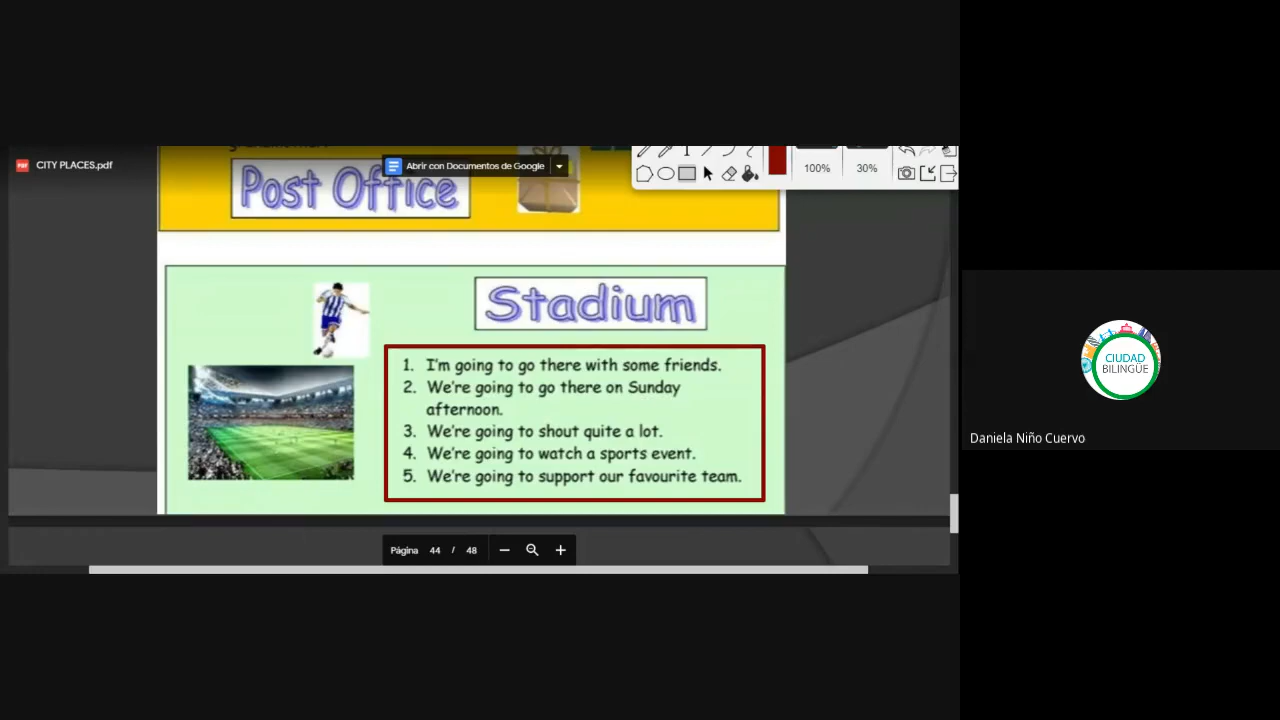 CITY PLACES.pdf
Abrir con Documentos de Google
100%
30%
Post Office
Stadium
1. I'm going to go there with some friends.
2. We're going to go there on Sunday
afternoon.
3. We're going to shout quite a lot.
4. We're going to watch a sports event.
5. We're going to support our favourite team.
Página 44 / 48
CIUDAD
BILINGÜE
Daniela Niño Cuervo